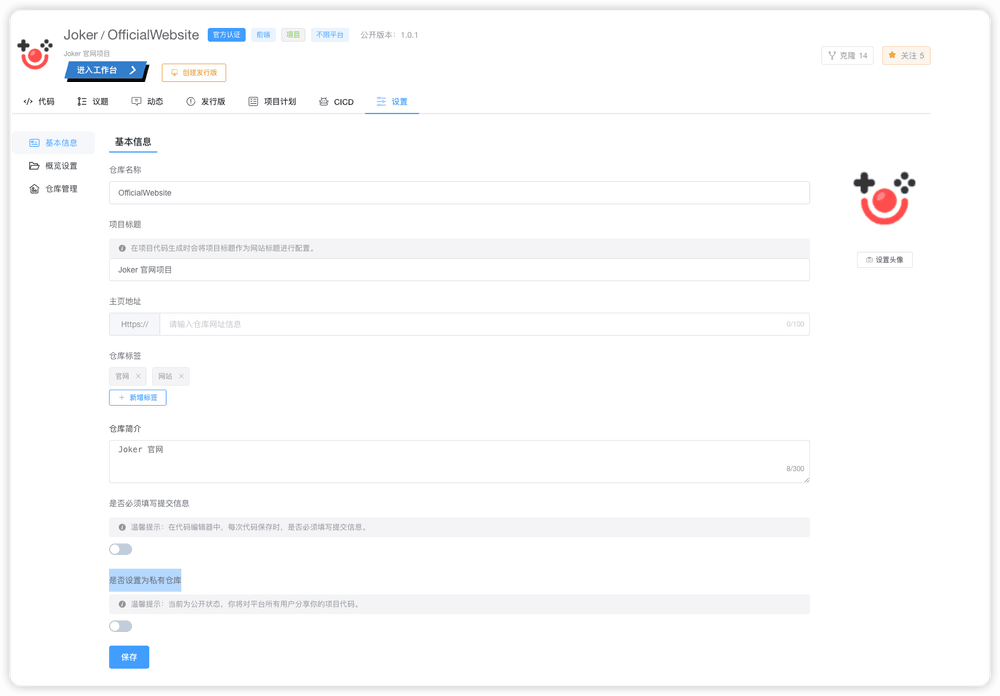 Joker / OfficialWebsite 官方认证 前端 项目 不限平台 公开版本：1.0.1
Joker 官网项目
进入工作台
创建发行版
克隆 14
关注 5
代码 议题 动态 发行版 项目计划 CICD 设置
基本信息
概览设置
仓库管理
基本信息
仓库名称
OfficialWebsite
项目标题
在项目代码生成时会将项目标题作为网站标题进行配置。
Joker 官网项目
主页地址
Https:// 请输入仓库网址信息 0/100
仓库标签
官网 × 网站 ×
+ 新增标签
仓库简介
Joker 官网
8/300
是否必须填写提交信息
温馨提示：在代码编辑器中，每次代码保存时，是否必须填写提交信息。
是否设置为私有仓库
温馨提示：当前为公开状态，你将对平台所有用户分享你的项目代码。
保存
设置头像